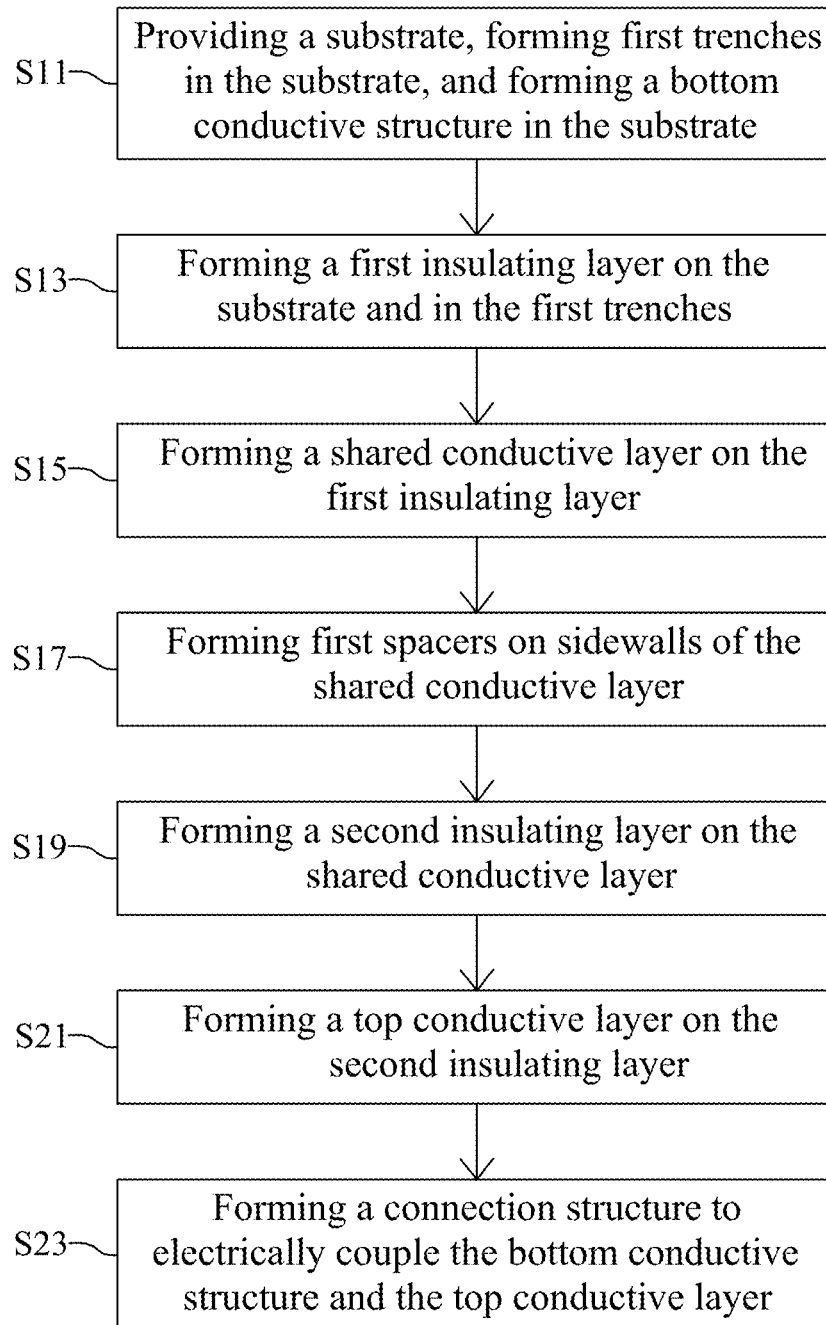 Providing a substrate, forming first trenches
S11
in the substrate, and forming a bottom
conductive structure in the substrate
S13
Forming a first insulating layer on the
substrate and in the first trenches
S15
Forming a shared conductive layer on the
first insulating layer
S17
Forming first spacers on sidewalls of the
shared conductive layer
S19
Forming a second insulating layer on the
shared conductive layer
S21
Forming a top conductive layer on the
second insulating layer
Forming a connection structure to
S23
electrically couple the bottom conductive
structure and the top conductive layer